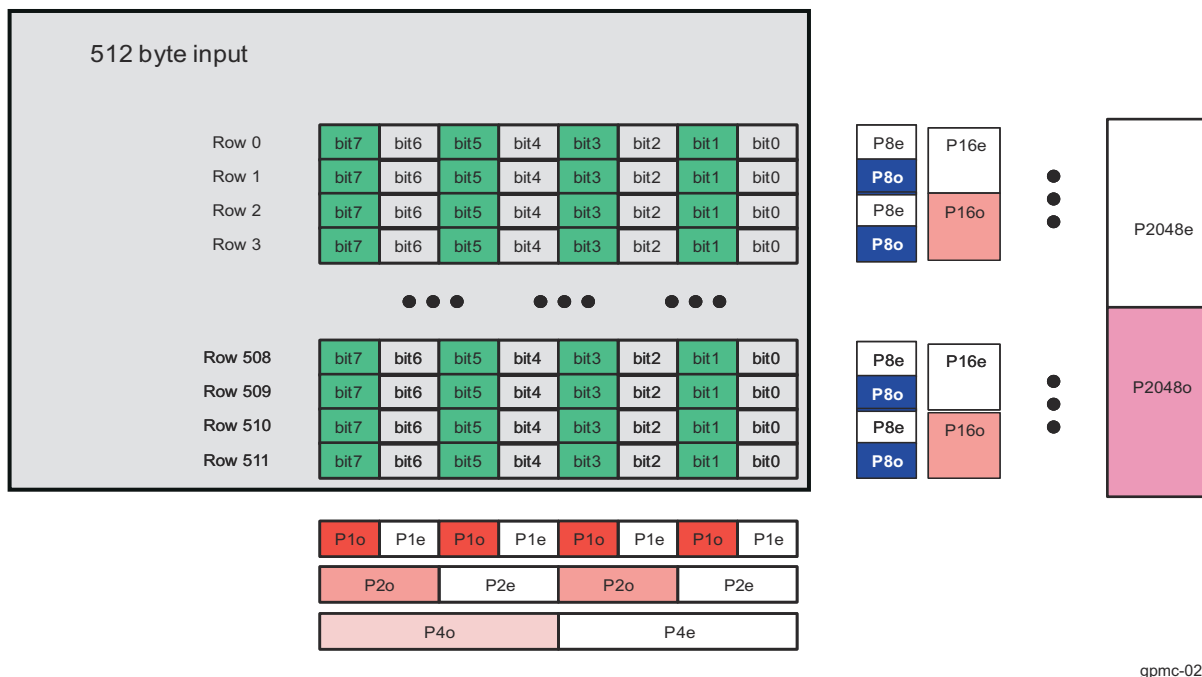 512 byte input
Row 0 bit7 bit6 bit5 bit4 bit3 bit2 bit1 bit0 P8e P16e
Row 1 bit7 bit6 bit5 bit4 bit3 bit2 bit1 bit0 P8o
Row 2 bit7 bit6 bit5 bit4 bit3 bit2 bit1 bit0 P8e P16o P2048e
Row 3 bit7 bit6 bit5 bit4 bit3 bit2 bit1 bit0 P8o
Row 508 bit7 bit6 bit5 bit4 bit3 bit2 bit1 bit0 P8e P16e
Row 509 bit7 bit6 bit5 bit4 bit3 bit2 bit1 bit0 P8o P2048o
Row 510 bit7 bit6 bit5 bit4 bit3 bit2 bit1 bit0 P8e P16o
Row 511 bit7 bit6 bit5 bit4 bit3 bit2 bit1 bit0 P8o
P1o P1e P1o P1e P1o P1e P1o P1e
P2o P2e P2o P2e
P4o P4e
gpmc-02